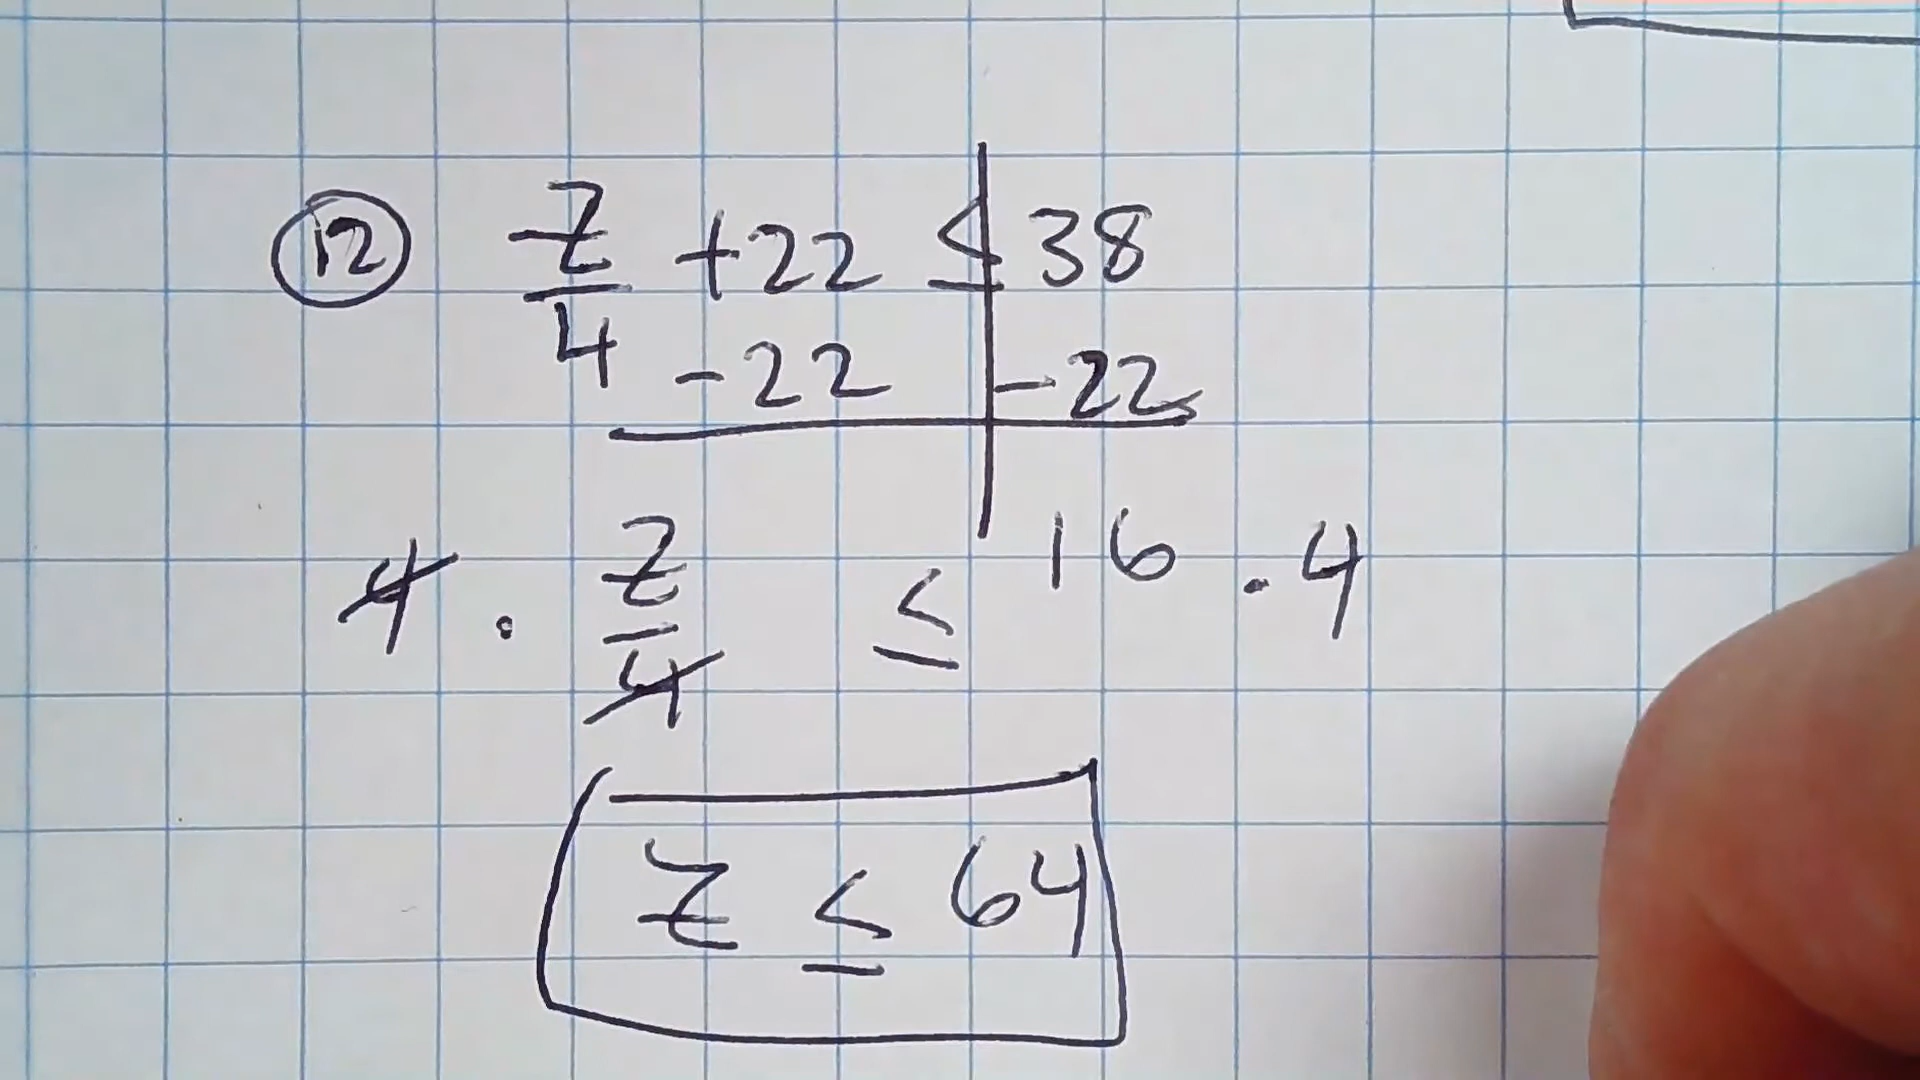 12 z/4 + 22 ≤ 38
- 22 - 22
4 · z/4 ≤ 16 · 4
z ≤ 64